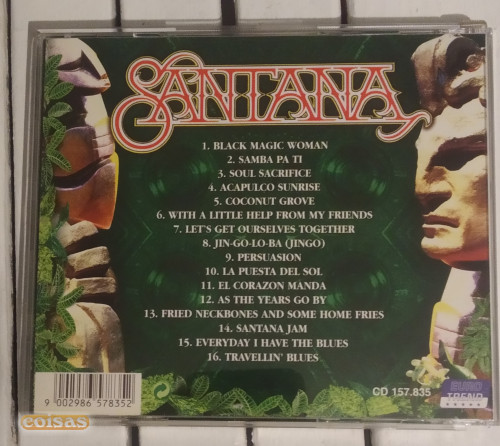 SANTANA
1. BLACK MAGIC WOMAN
2. SAMBA PA TI
3. SOUL SACRIFICE
4. ACAPULCO SUNRISE
5. COCONUT GROVE
6. WITH A LITTLE HELP FROM MY FRIENDS
7. LET'S GET OURSELVES TOGETHER
8. JIN-GO-LO-BA (JINGO)
9. PERSUASION
10. LA PUESTA DEL SOL
11. EL CORAZON MANDA
12. AS THE YEARS GO BY
13. FRIED NECKBONES AND SOME HOME FRIES
14. SANTANA JAM
15. EVERYDAY I HAVE THE BLUES
16. TRAVELLIN' BLUES
9 002986 578352
CD 157.835
EURO
TREND
coisas